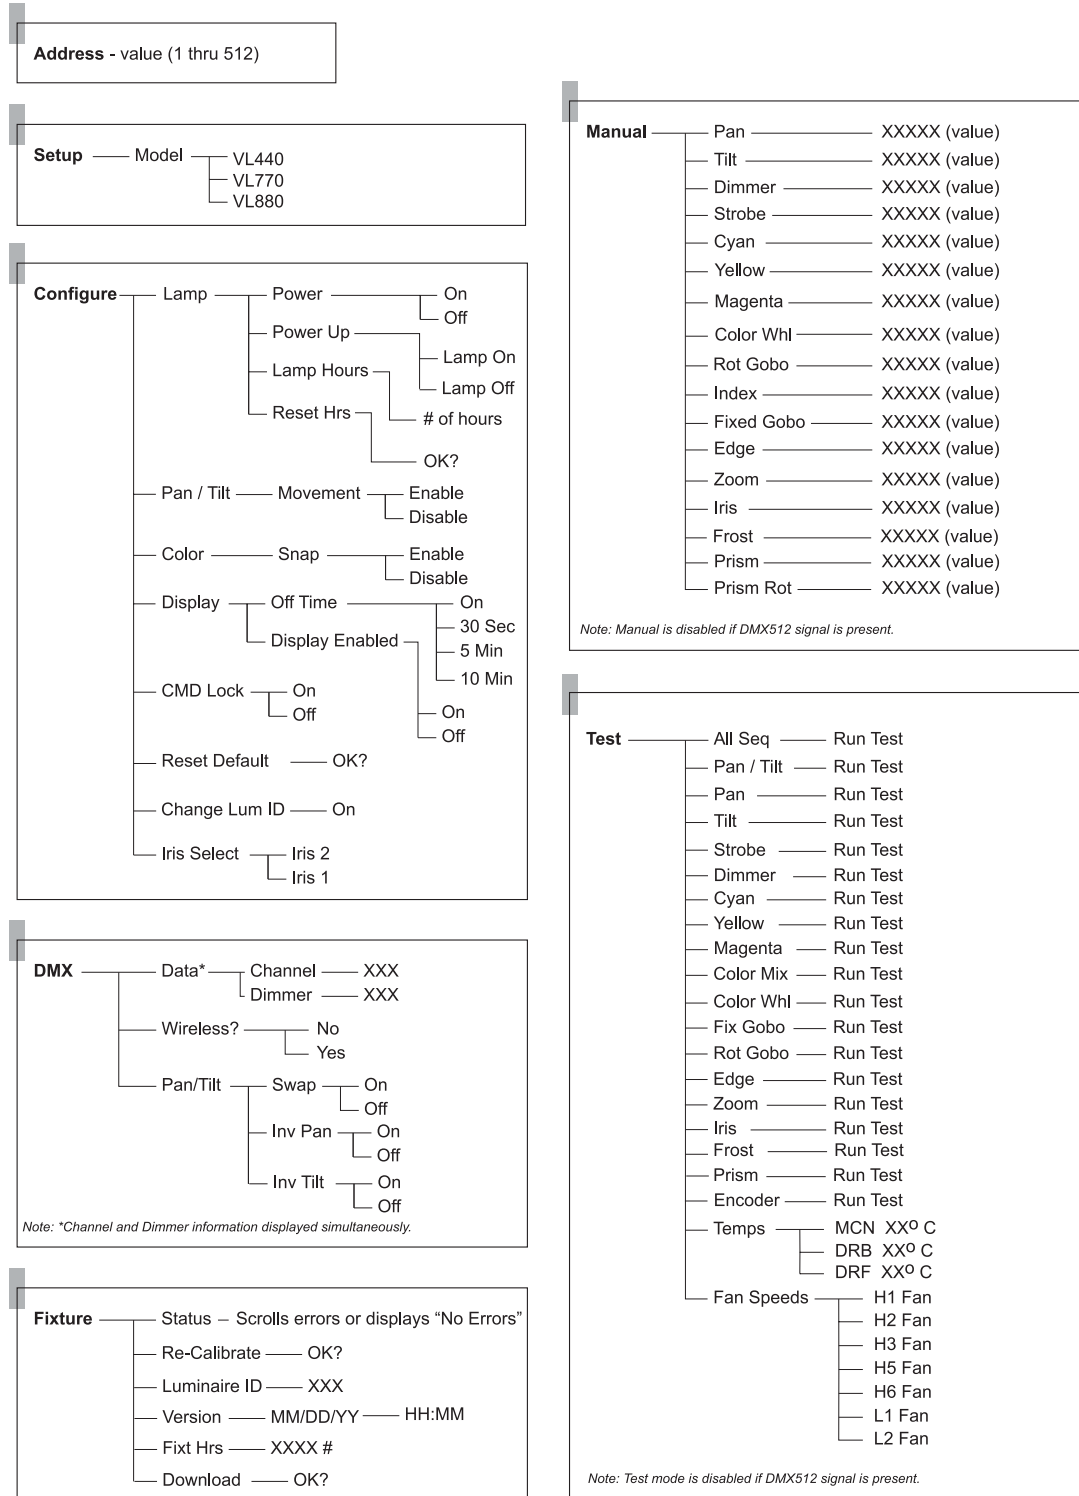 Address - value (1 thru 512)
Setup Model VL440
VL770
VL880
Configure Lamp Power On
Off
Power Up
Lamp On
Lamp Hours
Lamp Off
Reset Hrs
# of hours
OK?
Pan / Tilt Movement Enable
Disable
Color Snap Enable
Disable
Display Off Time On
30 Sec
Display Enabled
5 Min
10 Min
CMD Lock On
Off
On
Off
Reset Default OK?
Change Lum ID On
Iris Select Iris 2
Iris 1
DMX Data* Channel XXX
Dimmer XXX
Wireless? No
Yes
Pan/Tilt Swap On
Off
Inv Pan On
Off
Inv Tilt On
Off
Note: *Channel and Dimmer information displayed simultaneously.
Fixture Status – Scrolls errors or displays “No Errors”
Re-Calibrate OK?
Luminaire ID XXX
Version MM/DD/YY HH:MM
Fixt Hrs XXXX #
Download OK?
Manual Pan XXXXX (value)
Tilt XXXXX (value)
Dimmer XXXXX (value)
Strobe XXXXX (value)
Cyan XXXXX (value)
Yellow XXXXX (value)
Magenta XXXXX (value)
Color Whl XXXXX (value)
Rot Gobo XXXXX (value)
Index XXXXX (value)
Fixed Gobo XXXXX (value)
Edge XXXXX (value)
Zoom XXXXX (value)
Iris XXXXX (value)
Frost XXXXX (value)
Prism XXXXX (value)
Prism Rot XXXXX (value)
Note: Manual is disabled if DMX512 signal is present.
Test All Seq Run Test
Pan / Tilt Run Test
Pan Run Test
Tilt Run Test
Strobe Run Test
Dimmer Run Test
Cyan Run Test
Yellow Run Test
Magenta Run Test
Color Mix Run Test
Color Whl Run Test
Fix Gobo Run Test
Rot Gobo Run Test
Edge Run Test
Zoom Run Test
Iris Run Test
Frost Run Test
Prism Run Test
Encoder Run Test
Temps MCN XXº C
DRB XXº C
DRF XXº C
Fan Speeds H1 Fan
H2 Fan
H3 Fan
H5 Fan
H6 Fan
L1 Fan
L2 Fan
Note: Test mode is disabled if DMX512 signal is present.